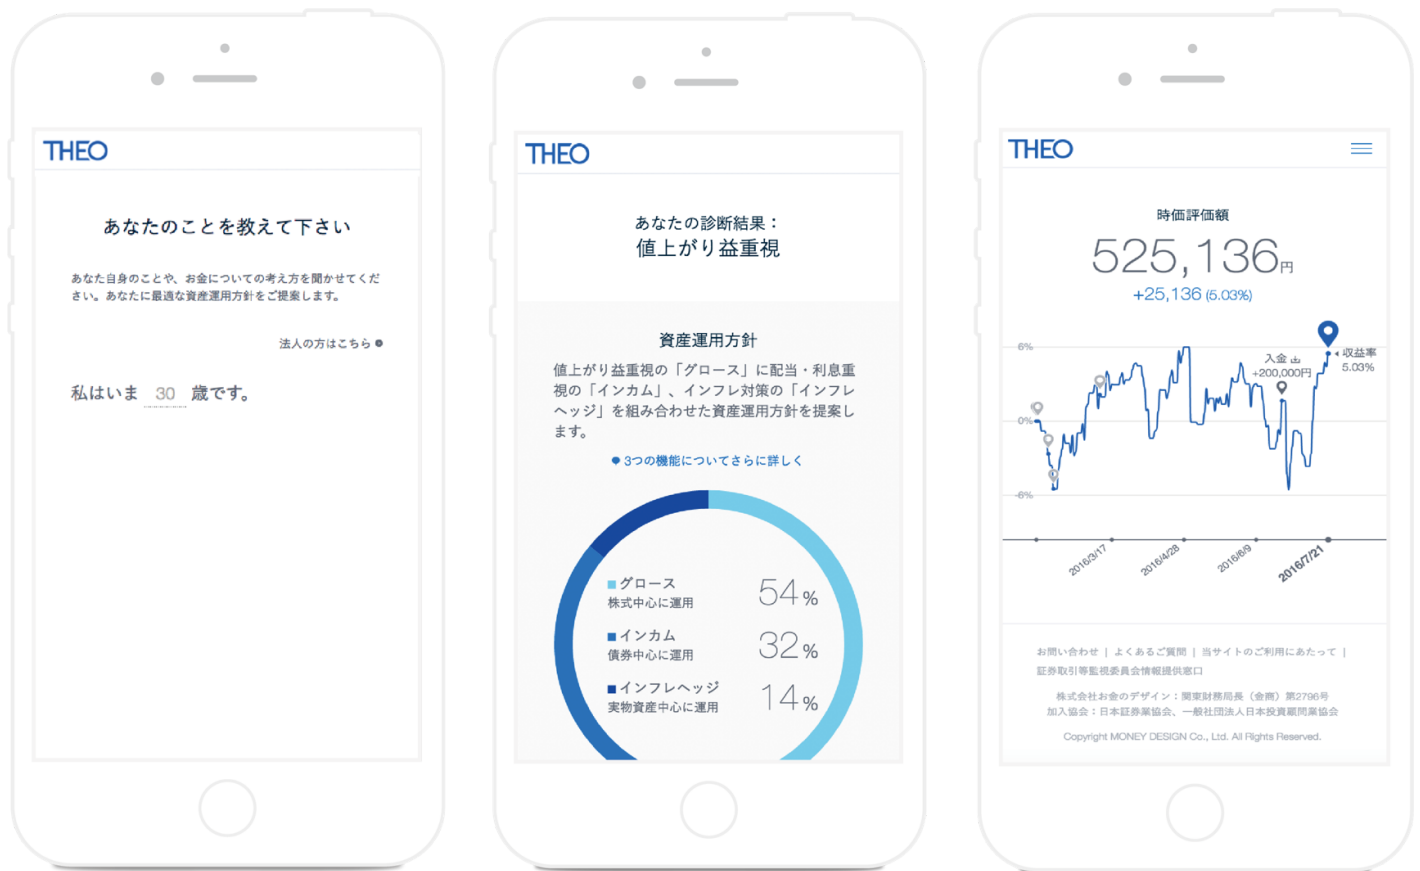 THEO
あなたのことを教えて下さい
あなた自身のことや、お金についての考え方を聞かせてくだ
さい。あなたに最適な資産運用方針をご提案します。
法人の方はこちら
私はいま 30 歳です。
THEO
あなたの診断結果：
値上がり益重視
資産運用方針
値上がり益重視の「グロース」に配当・利息重
視の「インカム」、インフレ対策の「インフレ
ヘッジ」を組み合わせた資産運用方針を提案し
ます。
3つの機能についてさらに詳しく
グロース
株式中心に運用
54%
インカム
債券中心に運用
32%
インフレヘッジ
実物資産中心に運用
14%
THEO
時価評価額
525,136円
+25,136 (5.03%)
6%
0%
-6%
入金
+200,000円
収益率
5.03%
2016/3/17
2016/4/28
2016/6/9
2016/7/21
お問い合わせ | よくあるご質問 | 当サイトのご利用にあたって |
証券取引等監視委員会情報提供窓口
株式会社お金のデザイン：関東財務局長（金商）第2796号
加入協会：日本証券業協会、一般社団法人日本投資顧問業協会
Copyright MONEY DESIGN Co., Ltd. All Rights Reserved.